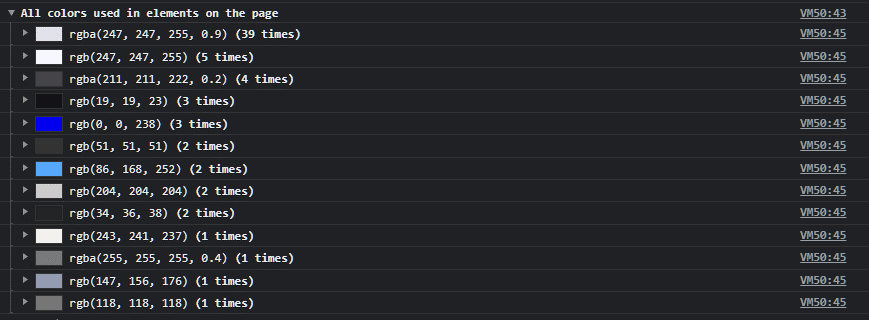 All colors used in elements on the page VM50:43
rgba(247, 247, 255, 0.9) (39 times) VM50:45
rgb(247, 247, 255) (5 times) VM50:45
rgba(211, 211, 222, 0.2) (4 times) VM50:45
rgb(19, 19, 23) (3 times) VM50:45
rgb(0, 0, 238) (3 times) VM50:45
rgb(51, 51, 51) (2 times) VM50:45
rgb(86, 168, 252) (2 times) VM50:45
rgb(204, 204, 204) (2 times) VM50:45
rgb(34, 36, 38) (2 times) VM50:45
rgb(243, 241, 237) (1 times) VM50:45
rgba(255, 255, 255, 0.4) (1 times) VM50:45
rgb(147, 156, 176) (1 times) VM50:45
rgb(118, 118, 118) (1 times) VM50:45